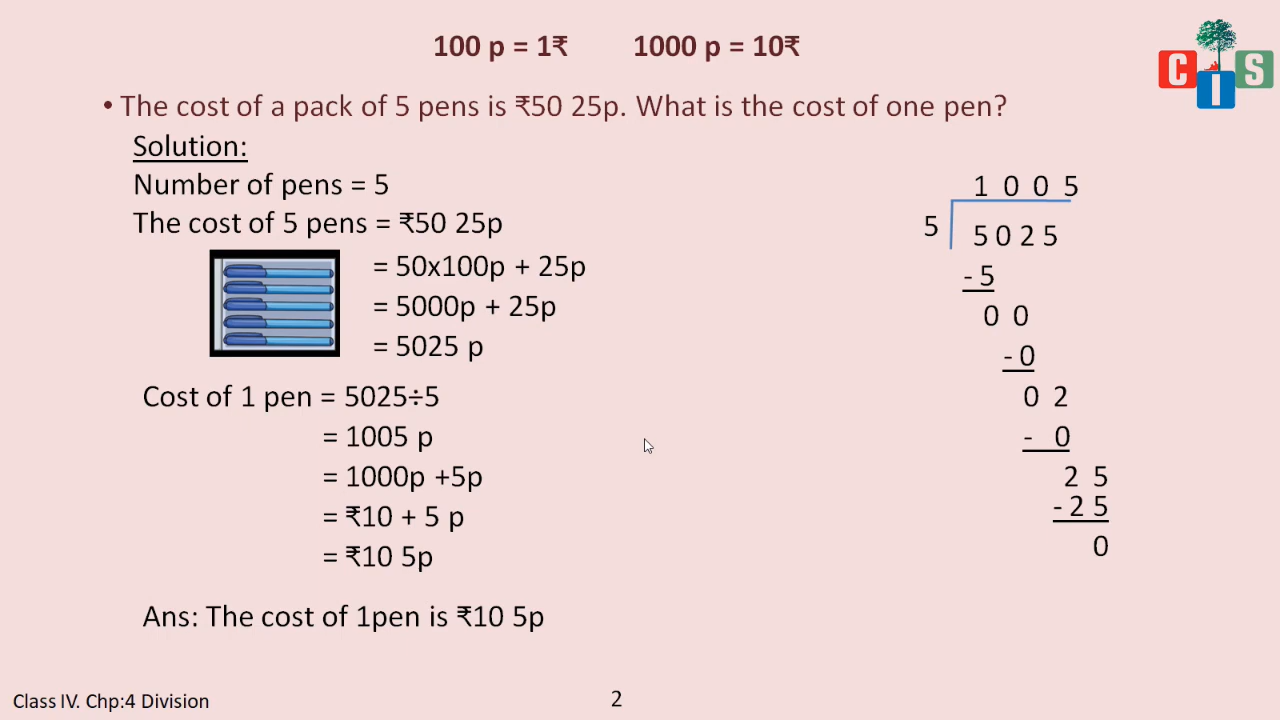 100 p = 1₹ 1000 p = 10₹
C I S
• The cost of a pack of 5 pens is ₹50 25p. What is the cost of one pen?
Solution:
Number of pens = 5
The cost of 5 pens = ₹50 25p
= 50x100p + 25p
= 5000p + 25p
= 5025 p
Cost of 1 pen = 5025÷5
= 1005 p
= 1000p +5p
= ₹10 + 5 p
= ₹10 5p
Ans: The cost of 1pen is ₹10 5p
1 0 0 5
5 5 0 2 5
- 5
0 0
- 0
0 2
- 0
2 5
- 2 5
0
Class IV. Chp:4 Division
2